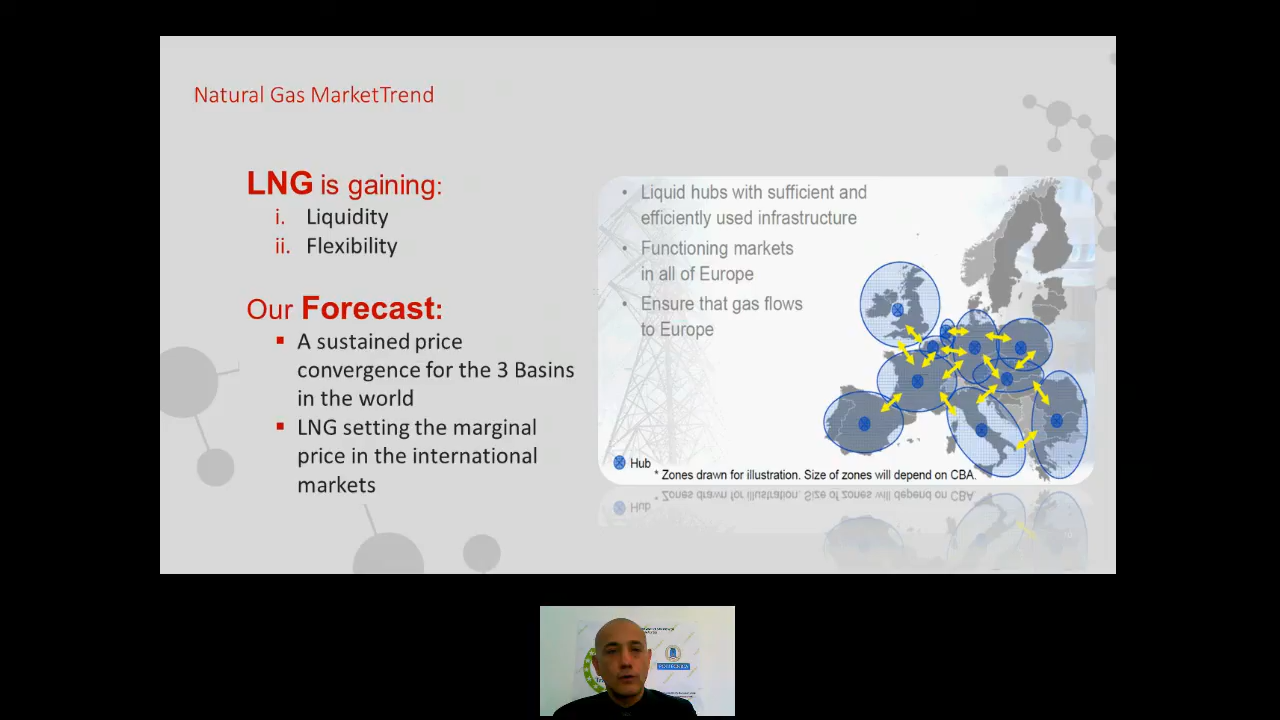 Natural Gas MarketTrend
LNG is gaining:
i. Liquidity
ii. Flexibility
Our Forecast:
▪ A sustained price
convergence for the 3 Basins
in the world
▪ LNG setting the marginal
price in the international
markets
• Liquid hubs with sufficient and
efficiently used infrastructure
• Functioning markets
in all of Europe
• Ensure that gas flows
to Europe
Hub
* Zones drawn for illustration. Size of zones will depend on CBA.